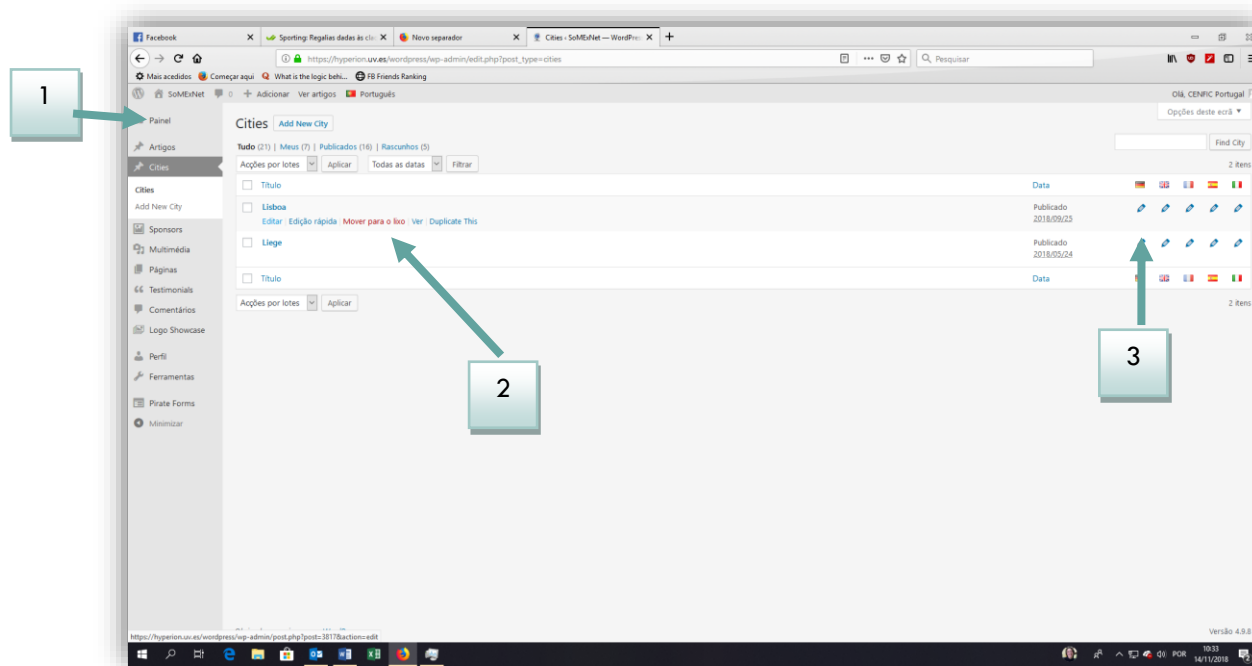 Facebook
Sporting: Regalias dadas às cl
Novo separador
Cities ‹ SoMExNet — WordPres
https://hyperion.uv.es/wordpress/wp-admin/edit.php?post_type=cities
Pesquisar
Mais acedidos
Começar aqui
What is the logic behi...
FB Friends Ranking
SoMExNet
0
Adicionar
Ver artigos
Português
Olá, CENFIC Portugal
1
Painel
Artigos
Cities
Cities
Add New City
Sponsors
Multimédia
Páginas
Testimonials
Comentários
Logo Showcase
Perfil
Ferramentas
Pirate Forms
Minimizar
Opções deste ecrã
Cities Add New City
Tudo (21) | Meus (7) | Publicados (16) | Rascunhos (5)
Find City
Acções por lotes Aplicar Todas as datas Filtrar
2 itens
Título Data
Lisboa
Editar | Edição rápida | Mover para o lixo | Ver | Duplicate This
Publicado
2018/09/25
Liege
Publicado
2018/05/24
Título Data
Acções por lotes Aplicar
2 itens
2
3
Versão 4.9.8
https://hyperion.uv.es/wordpress/wp-admin/post.php?post=3817&action=edit
POR
10:33
14/11/2018